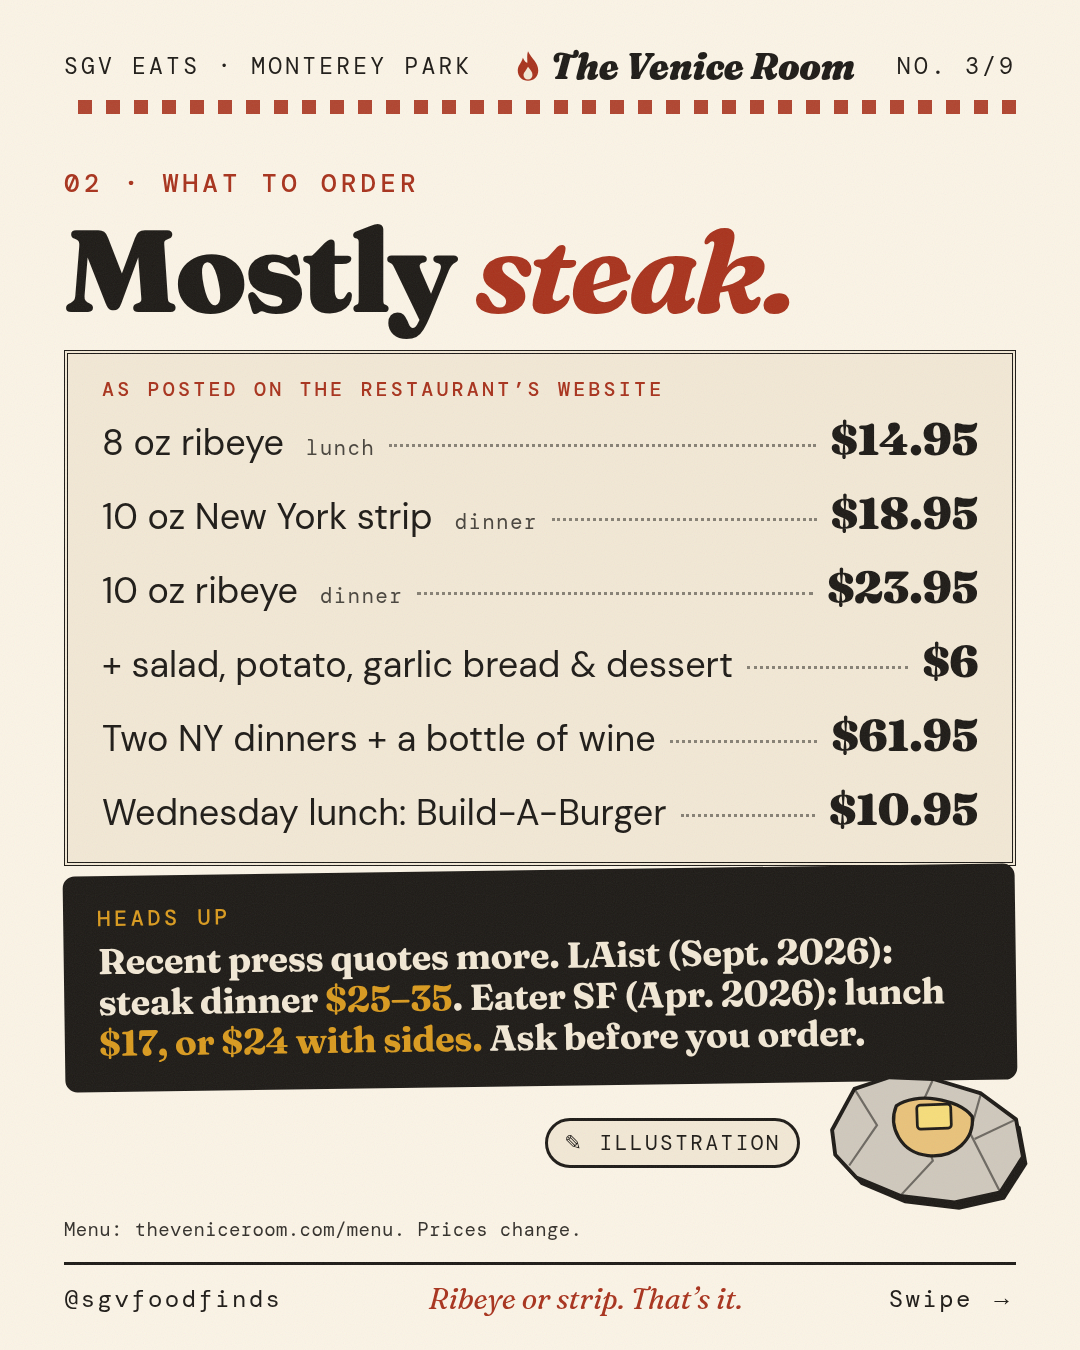 SGV EATS · MONTEREY PARK
The Venice Room
NO. 3/9
02 · WHAT TO ORDER
Mostly steak.
AS POSTED ON THE RESTAURANT’S WEBSITE
8 oz ribeye lunch $14.95
10 oz New York strip dinner $18.95
10 oz ribeye dinner $23.95
+ salad, potato, garlic bread & dessert $6
Two NY dinners + a bottle of wine $61.95
Wednesday lunch: Build-A-Burger $10.95
HEADS UP
Recent press quotes more. LAist (Sept. 2026):
steak dinner $25–35. Eater SF (Apr. 2026): lunch
$17, or $24 with sides. Ask before you order.
✎ ILLUSTRATION
Menu: theveniceroom.com/menu. Prices change.
@sgvfoodfinds
Ribeye or strip. That’s it.
Swipe →